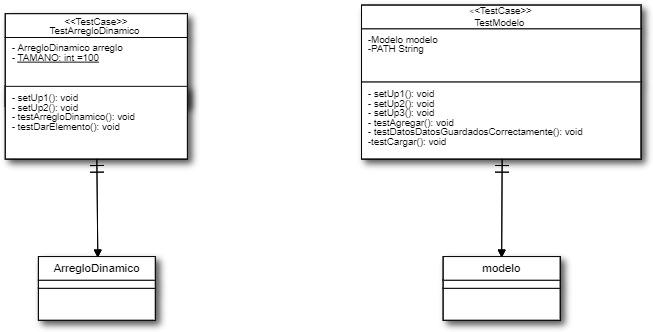 <<TestCase>>
TestArregloDinamico
- ArregloDinamico arreglo
- TAMANO: int =100
- setUp1(): void
- setUp2(): void
- testArregloDinamico(): void
- testDarElemento(): void
ArregloDinamico
<<TestCase>>
TestModelo
-Modelo modelo
-PATH String
- setUp1(): void
- setUp2(): void
- setUp3(): void
- testAgregar(): void
- testDatosDatosGuardadosCorrectamente(): void
-testCargar(): void
modelo